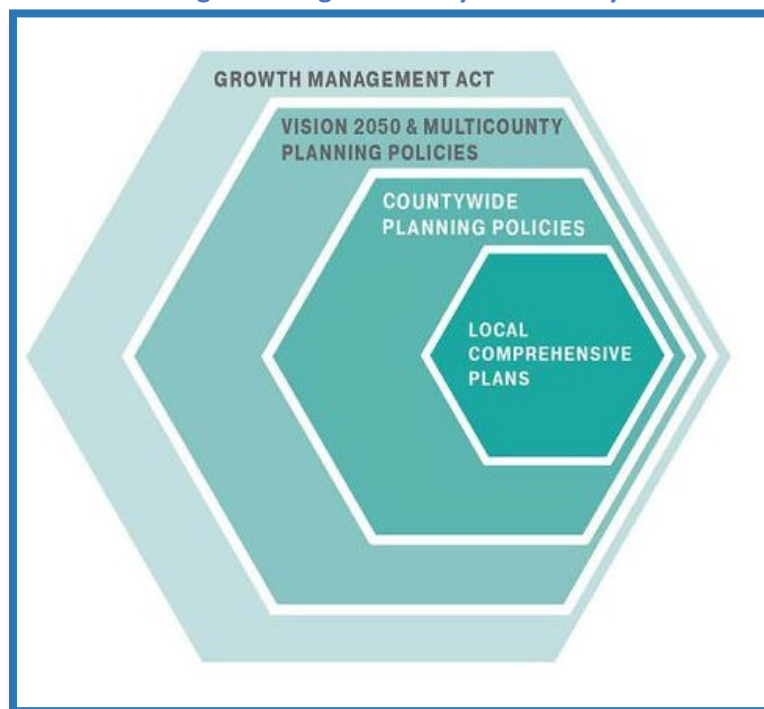 GROWTH MANAGEMENT ACT
VISION 2050 & MULTICOUNTY
PLANNING POLICIES
COUNTYWIDE
PLANNING POLICIES
LOCAL
COMPREHENSIVE
PLANS